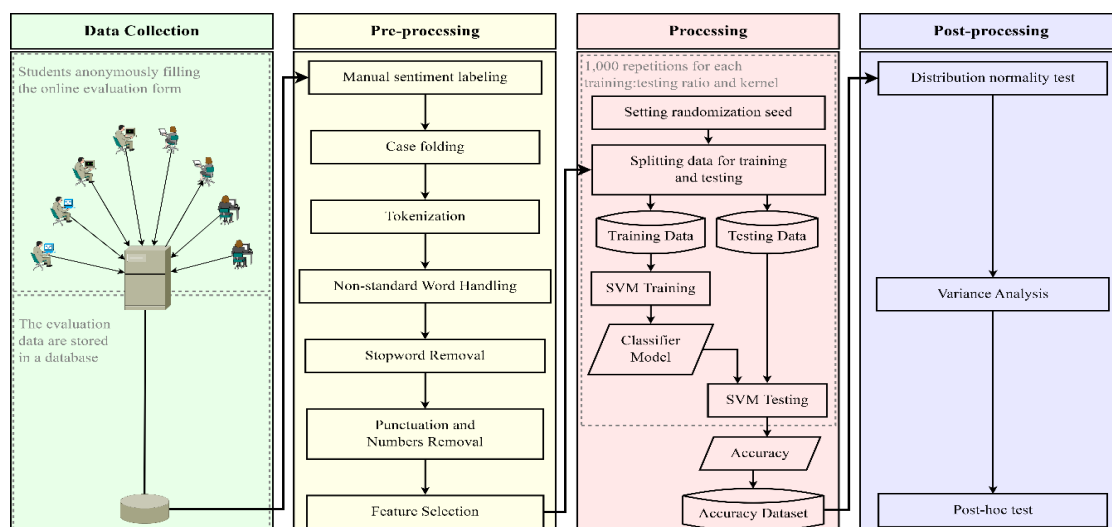 Data Collection
Students anonymously filling
the online evaluation form
The evaluation
data are stored
in a database
Pre-processing
Manual sentiment labeling
Case folding
Tokenization
Non-standard Word Handling
Stopword Removal
Punctuation and
Numbers Removal
Feature Selection
Processing
1,000 repetitions for each
training:testing ratio and kernel
Setting randomization seed
Splitting data for training
and testing
Training Data
Testing Data
SVM Training
Classifier
Model
SVM Testing
Accuracy
Accuracy Dataset
Post-processing
Distribution normality test
Variance Analysis
Post-hoc test